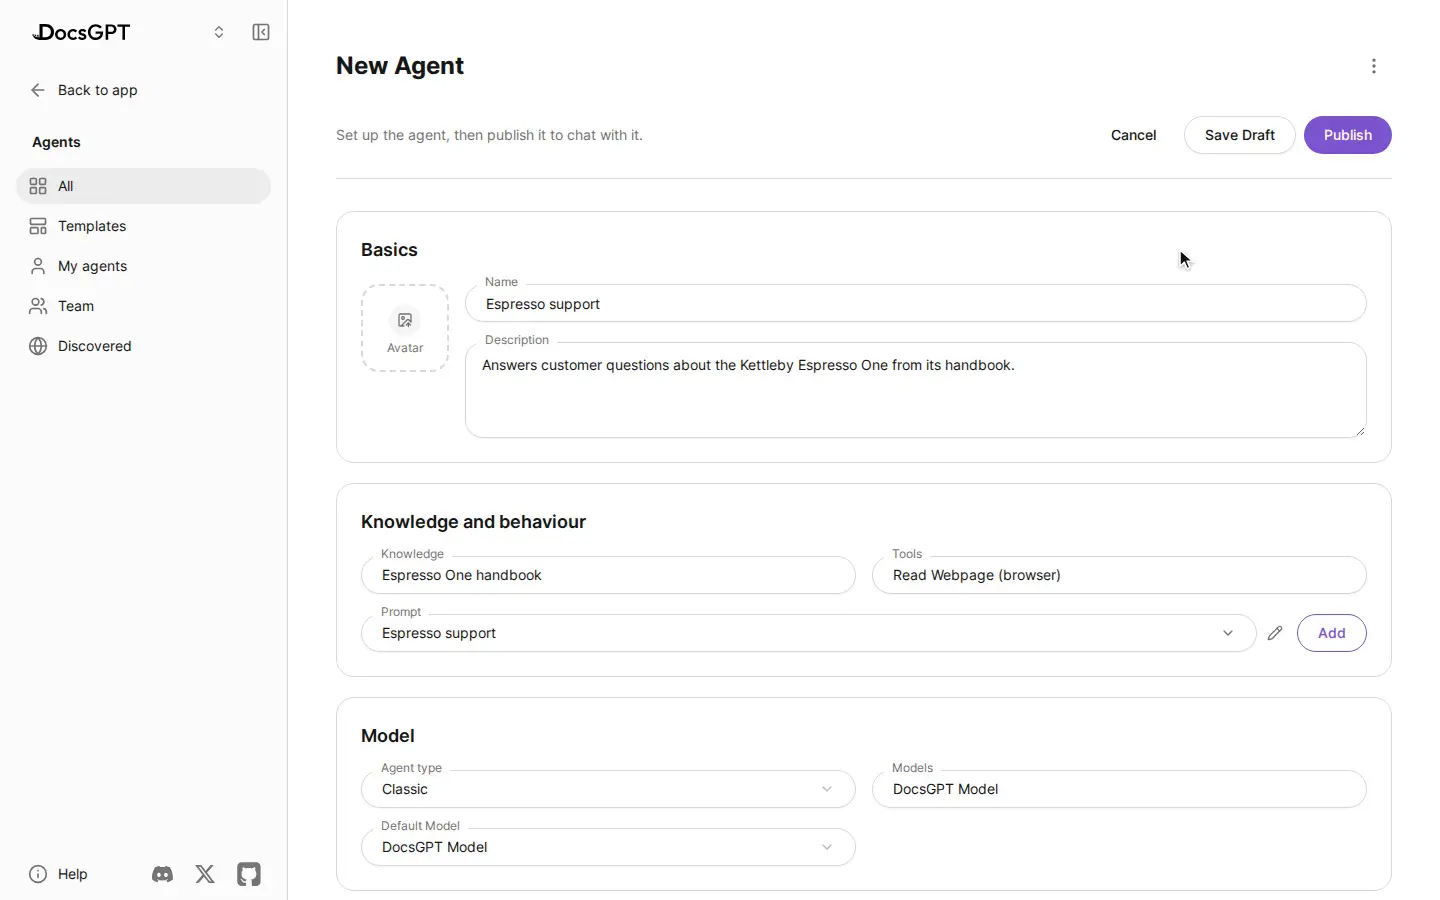 DocsGPT
Back to app
Agents
All
Templates
My agents
Team
Discovered
Help
New Agent
Set up the agent, then publish it to chat with it.
Cancel
Save Draft
Publish
Basics
Avatar
Name
Espresso support
Description
Answers customer questions about the Kettleby Espresso One from its handbook.
Knowledge and behaviour
Knowledge
Espresso One handbook
Tools
Read Webpage (browser)
Prompt
Espresso support
Add
Model
Agent type
Classic
Models
DocsGPT Model
Default Model
DocsGPT Model